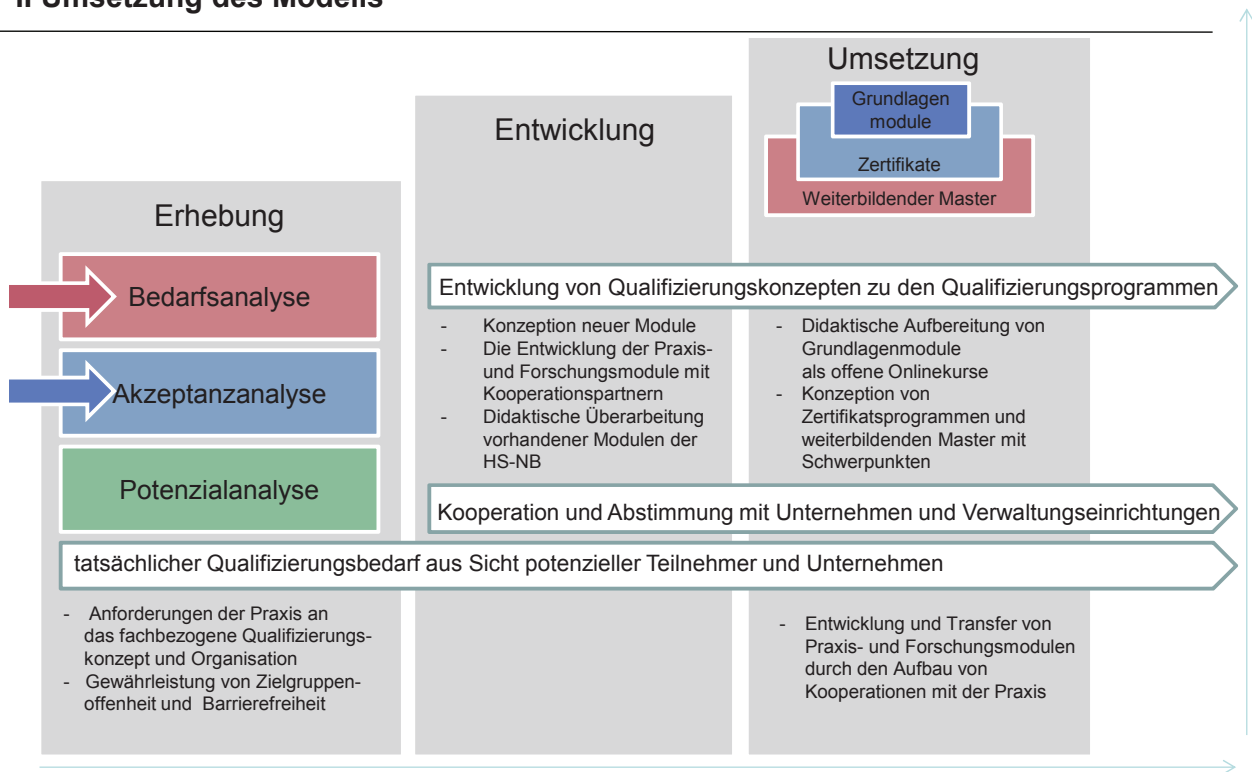 II Umsetzung des Modells
Erhebung
Bedarfsanalyse
Akzeptanzanalyse
Potenzialanalyse
Entwicklung
Umsetzung
Grundlagen
module
Zertifikate
Weiterbildender Master
Entwicklung von Qualifizierungskonzepten zu den Qualifizierungsprogrammen
- Konzeption neuer Module
- Die Entwicklung der Praxis-
und Forschungsmodule mit
Kooperationspartnern
- Didaktische Überarbeitung
vorhandener Modulen der
HS-NB
- Didaktische Aufbereitung von
Grundlagenmodule
als offene Onlinekurse
- Konzeption von
Zertifikatsprogrammen und
weiterbildenden Master mit
Schwerpunkten
Kooperation und Abstimmung mit Unternehmen und Verwaltungseinrichtungen
tatsächlicher Qualifizierungsbedarf aus Sicht potenzieller Teilnehmer und Unternehmen
- Anforderungen der Praxis an
das fachbezogene Qualifizierungs-
konzept und Organisation
- Gewährleistung von Zielgruppen-
offenheit und Barrierefreiheit
- Entwicklung und Transfer von
Praxis- und Forschungsmodulen
durch den Aufbau von
Kooperationen mit der Praxis